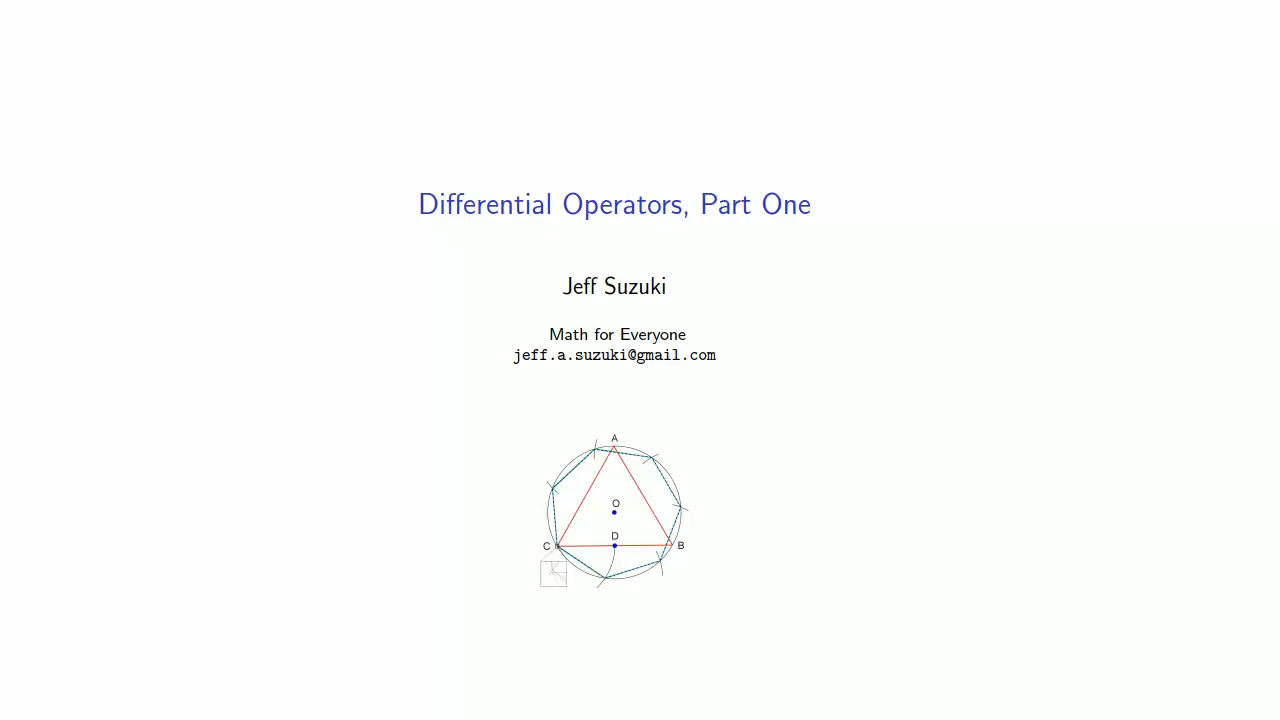 Differential Operators, Part One
Jeff Suzuki
Math for Everyone
jeff.a.suzuki@gmail.com
A
O
D
C
B